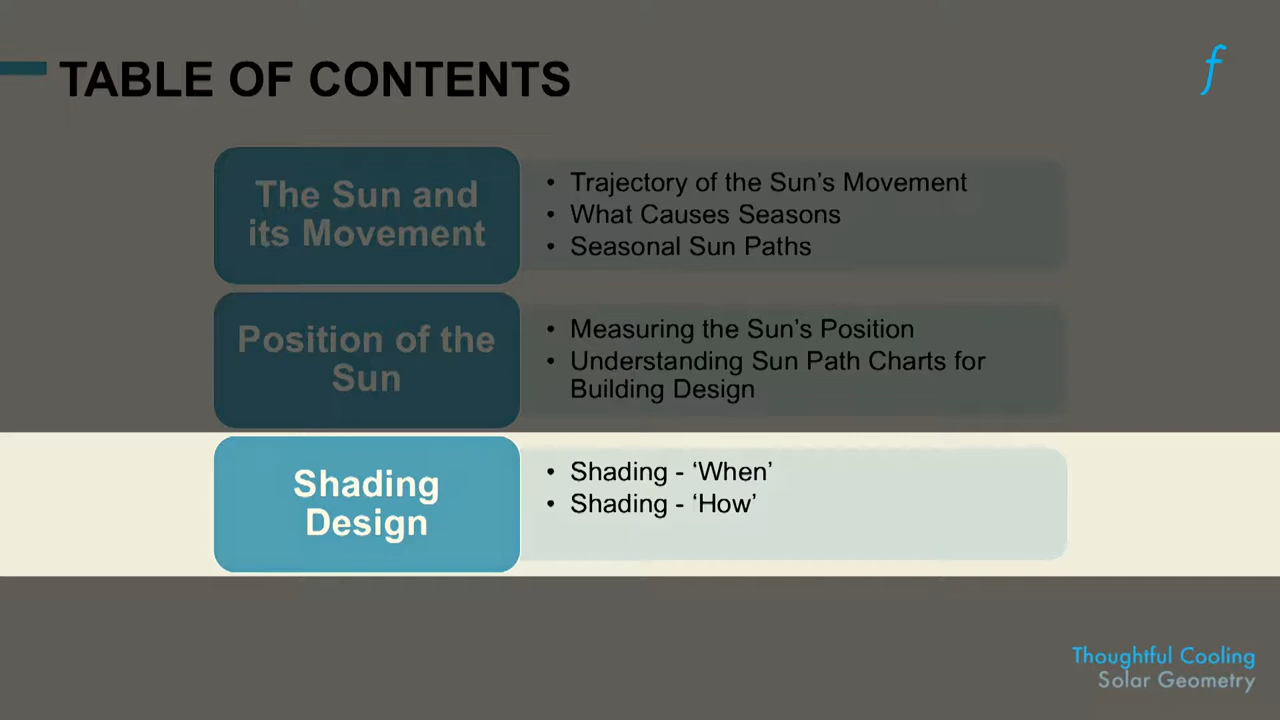 TABLE OF CONTENTS
f
The Sun and
its Movement
• Trajectory of the Sun’s Movement
• What Causes Seasons
• Seasonal Sun Paths
Position of the
Sun
• Measuring the Sun’s Position
• Understanding Sun Path Charts for
Building Design
Shading
Design
• Shading - ‘When’
• Shading - ‘How’
Thoughtful Cooling
Solar Geometry